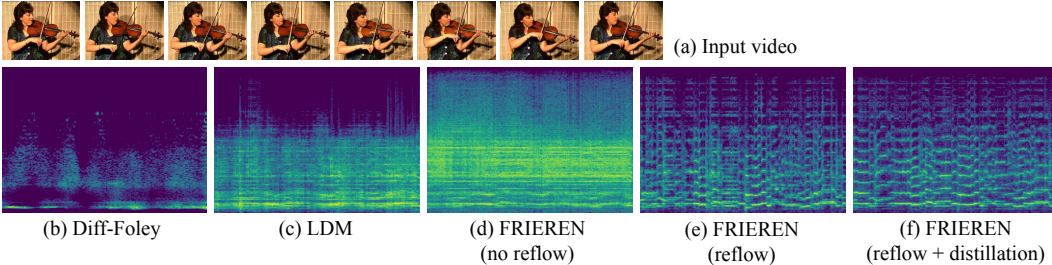 (a) Input video
(b) Diff-Foley
(c) LDM
(d) FRIEREN
(no reflow)
(e) FRIEREN
(reflow)
(f) FRIEREN
(reflow + distillation)